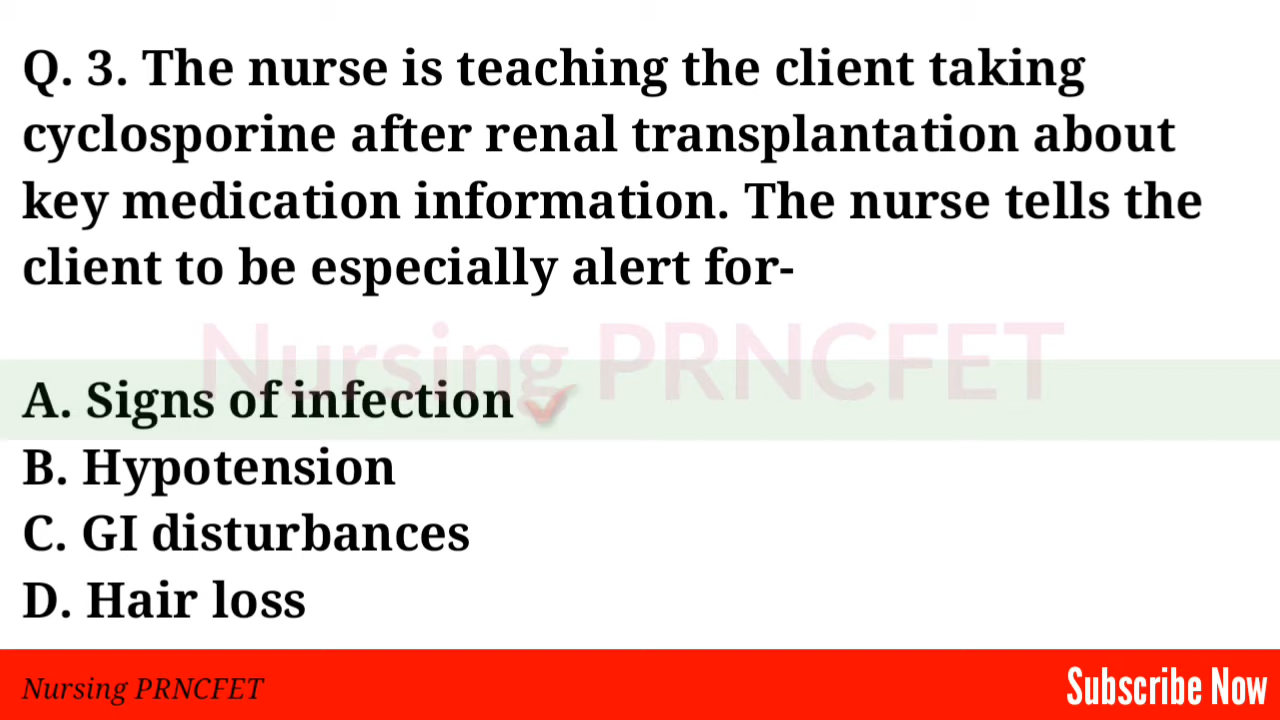 Q. 3. The nurse is teaching the client taking
cyclosporine after renal transplantation about
key medication information. The nurse tells the
client to be especially alert for-
Nursing PRNCFET
A. Signs of infection
B. Hypotension
C. GI disturbances
D. Hair loss
Nursing PRNCFET
Subscribe Now